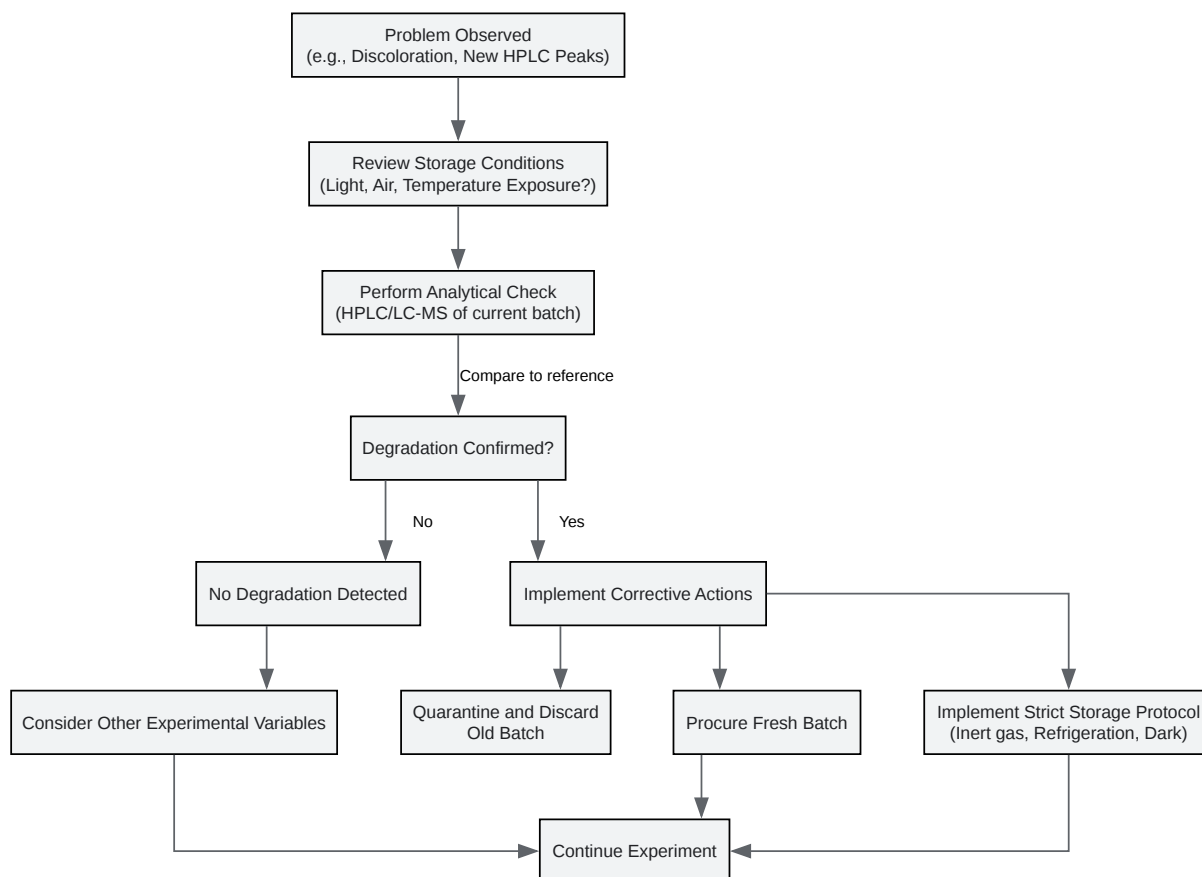 Problem Observed
(e.g., Discoloration, New HPLC Peaks)
Review Storage Conditions
(Light, Air, Temperature Exposure?)
Perform Analytical Check
(HPLC/LC-MS of current batch)
Compare to reference
Degradation Confirmed?
No
Yes
No Degradation Detected
Implement Corrective Actions
Consider Other Experimental Variables
Quarantine and Discard
Old Batch
Procure Fresh Batch
Implement Strict Storage Protocol
(Inert gas, Refrigeration, Dark)
Continue Experiment